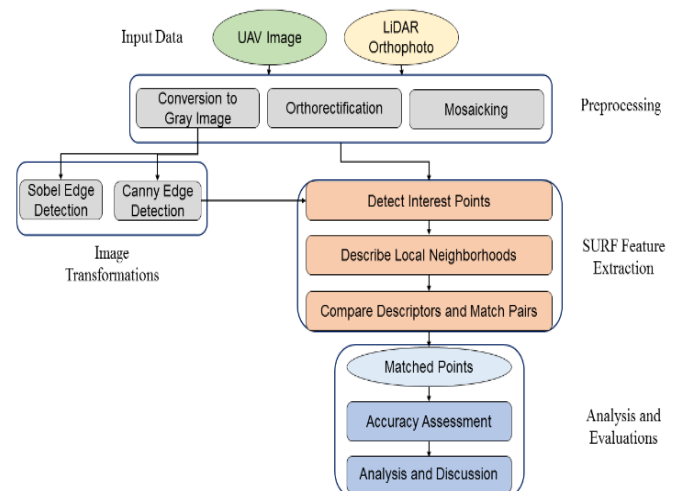 Input Data
UAV Image
LiDAR
Orthophoto
Conversion to
Gray Image
Orthorectification
Mosaicking
Preprocessing
Sobel Edge
Detection
Canny Edge
Detection
Image
Transformations
Detect Interest Points
Describe Local Neighborhoods
Compare Descriptors and Match Pairs
SURF Feature
Extraction
Matched Points
Accuracy Assessment
Analysis and Discussion
Analysis and
Evaluations